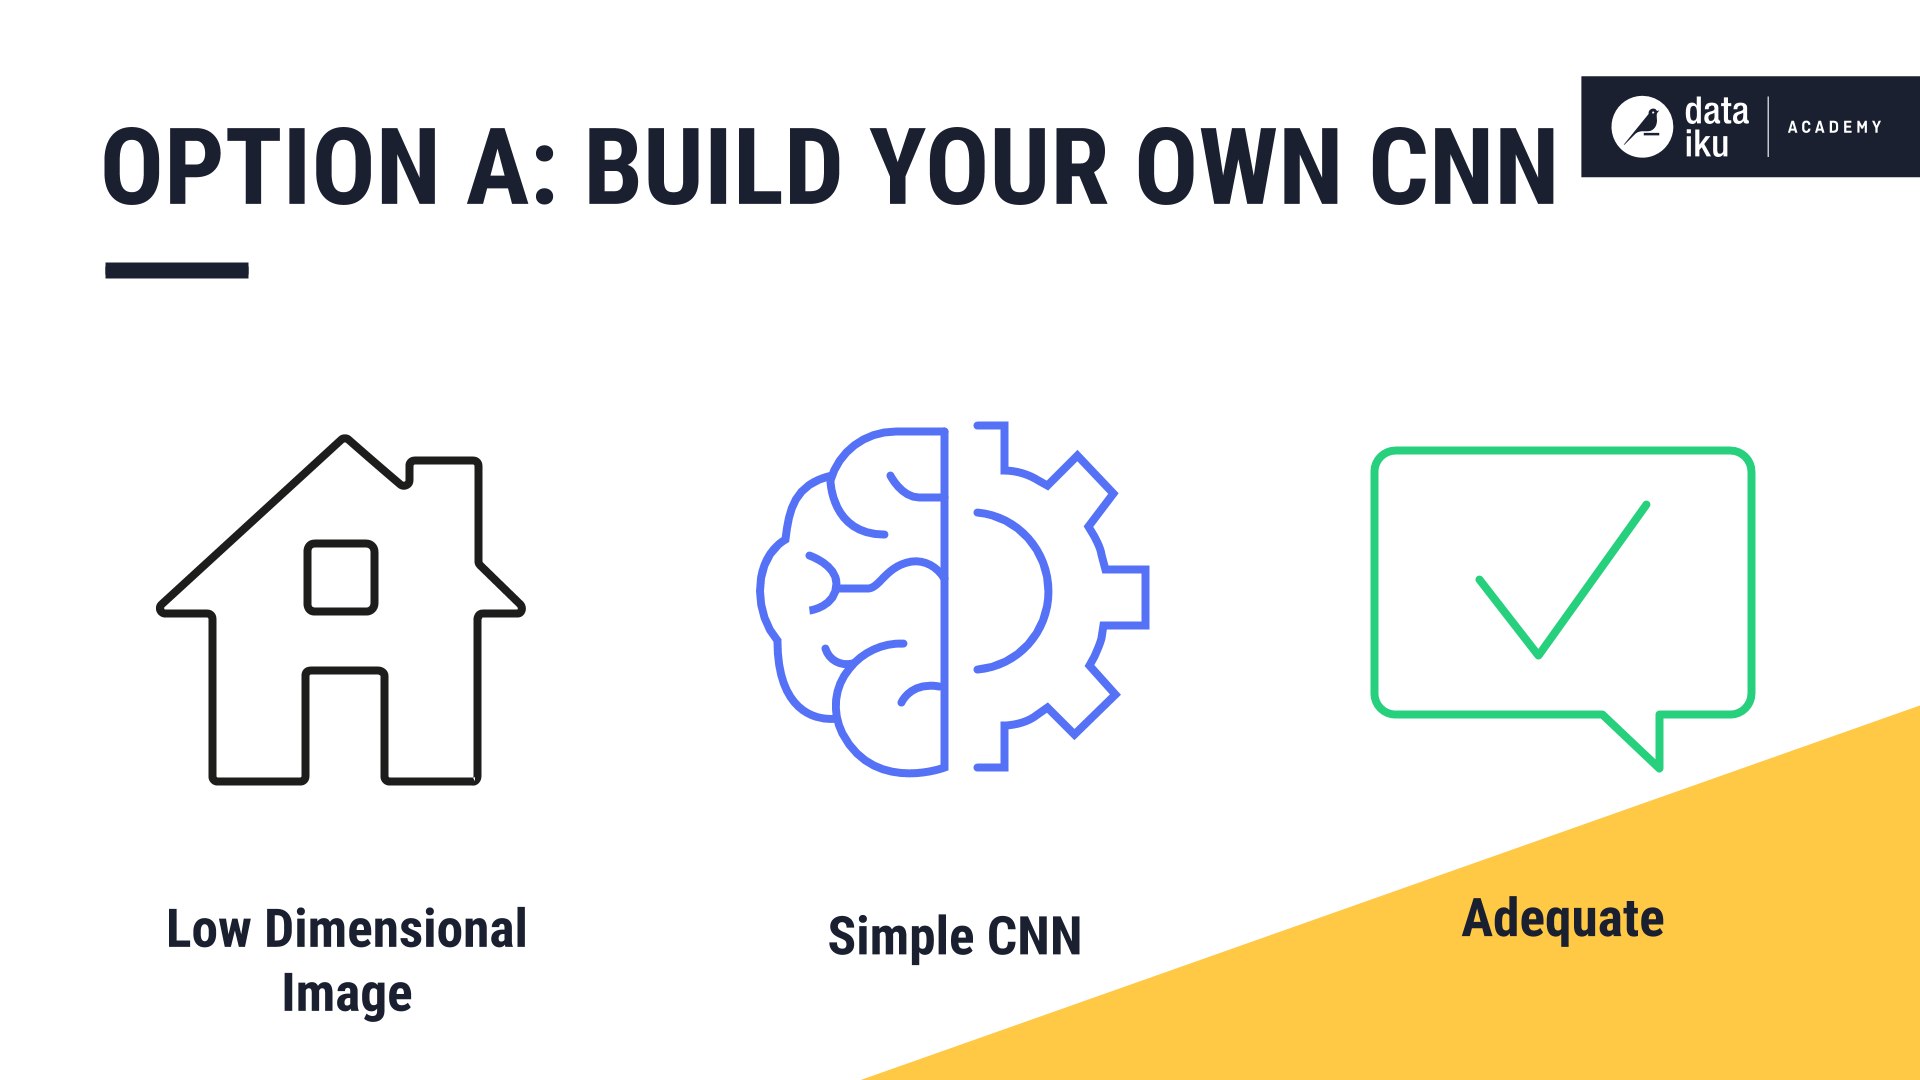 OPTION A: BUILD YOUR OWN CNN
data
iku
ACADEMY
Low Dimensional
Image
Simple CNN
Adequate